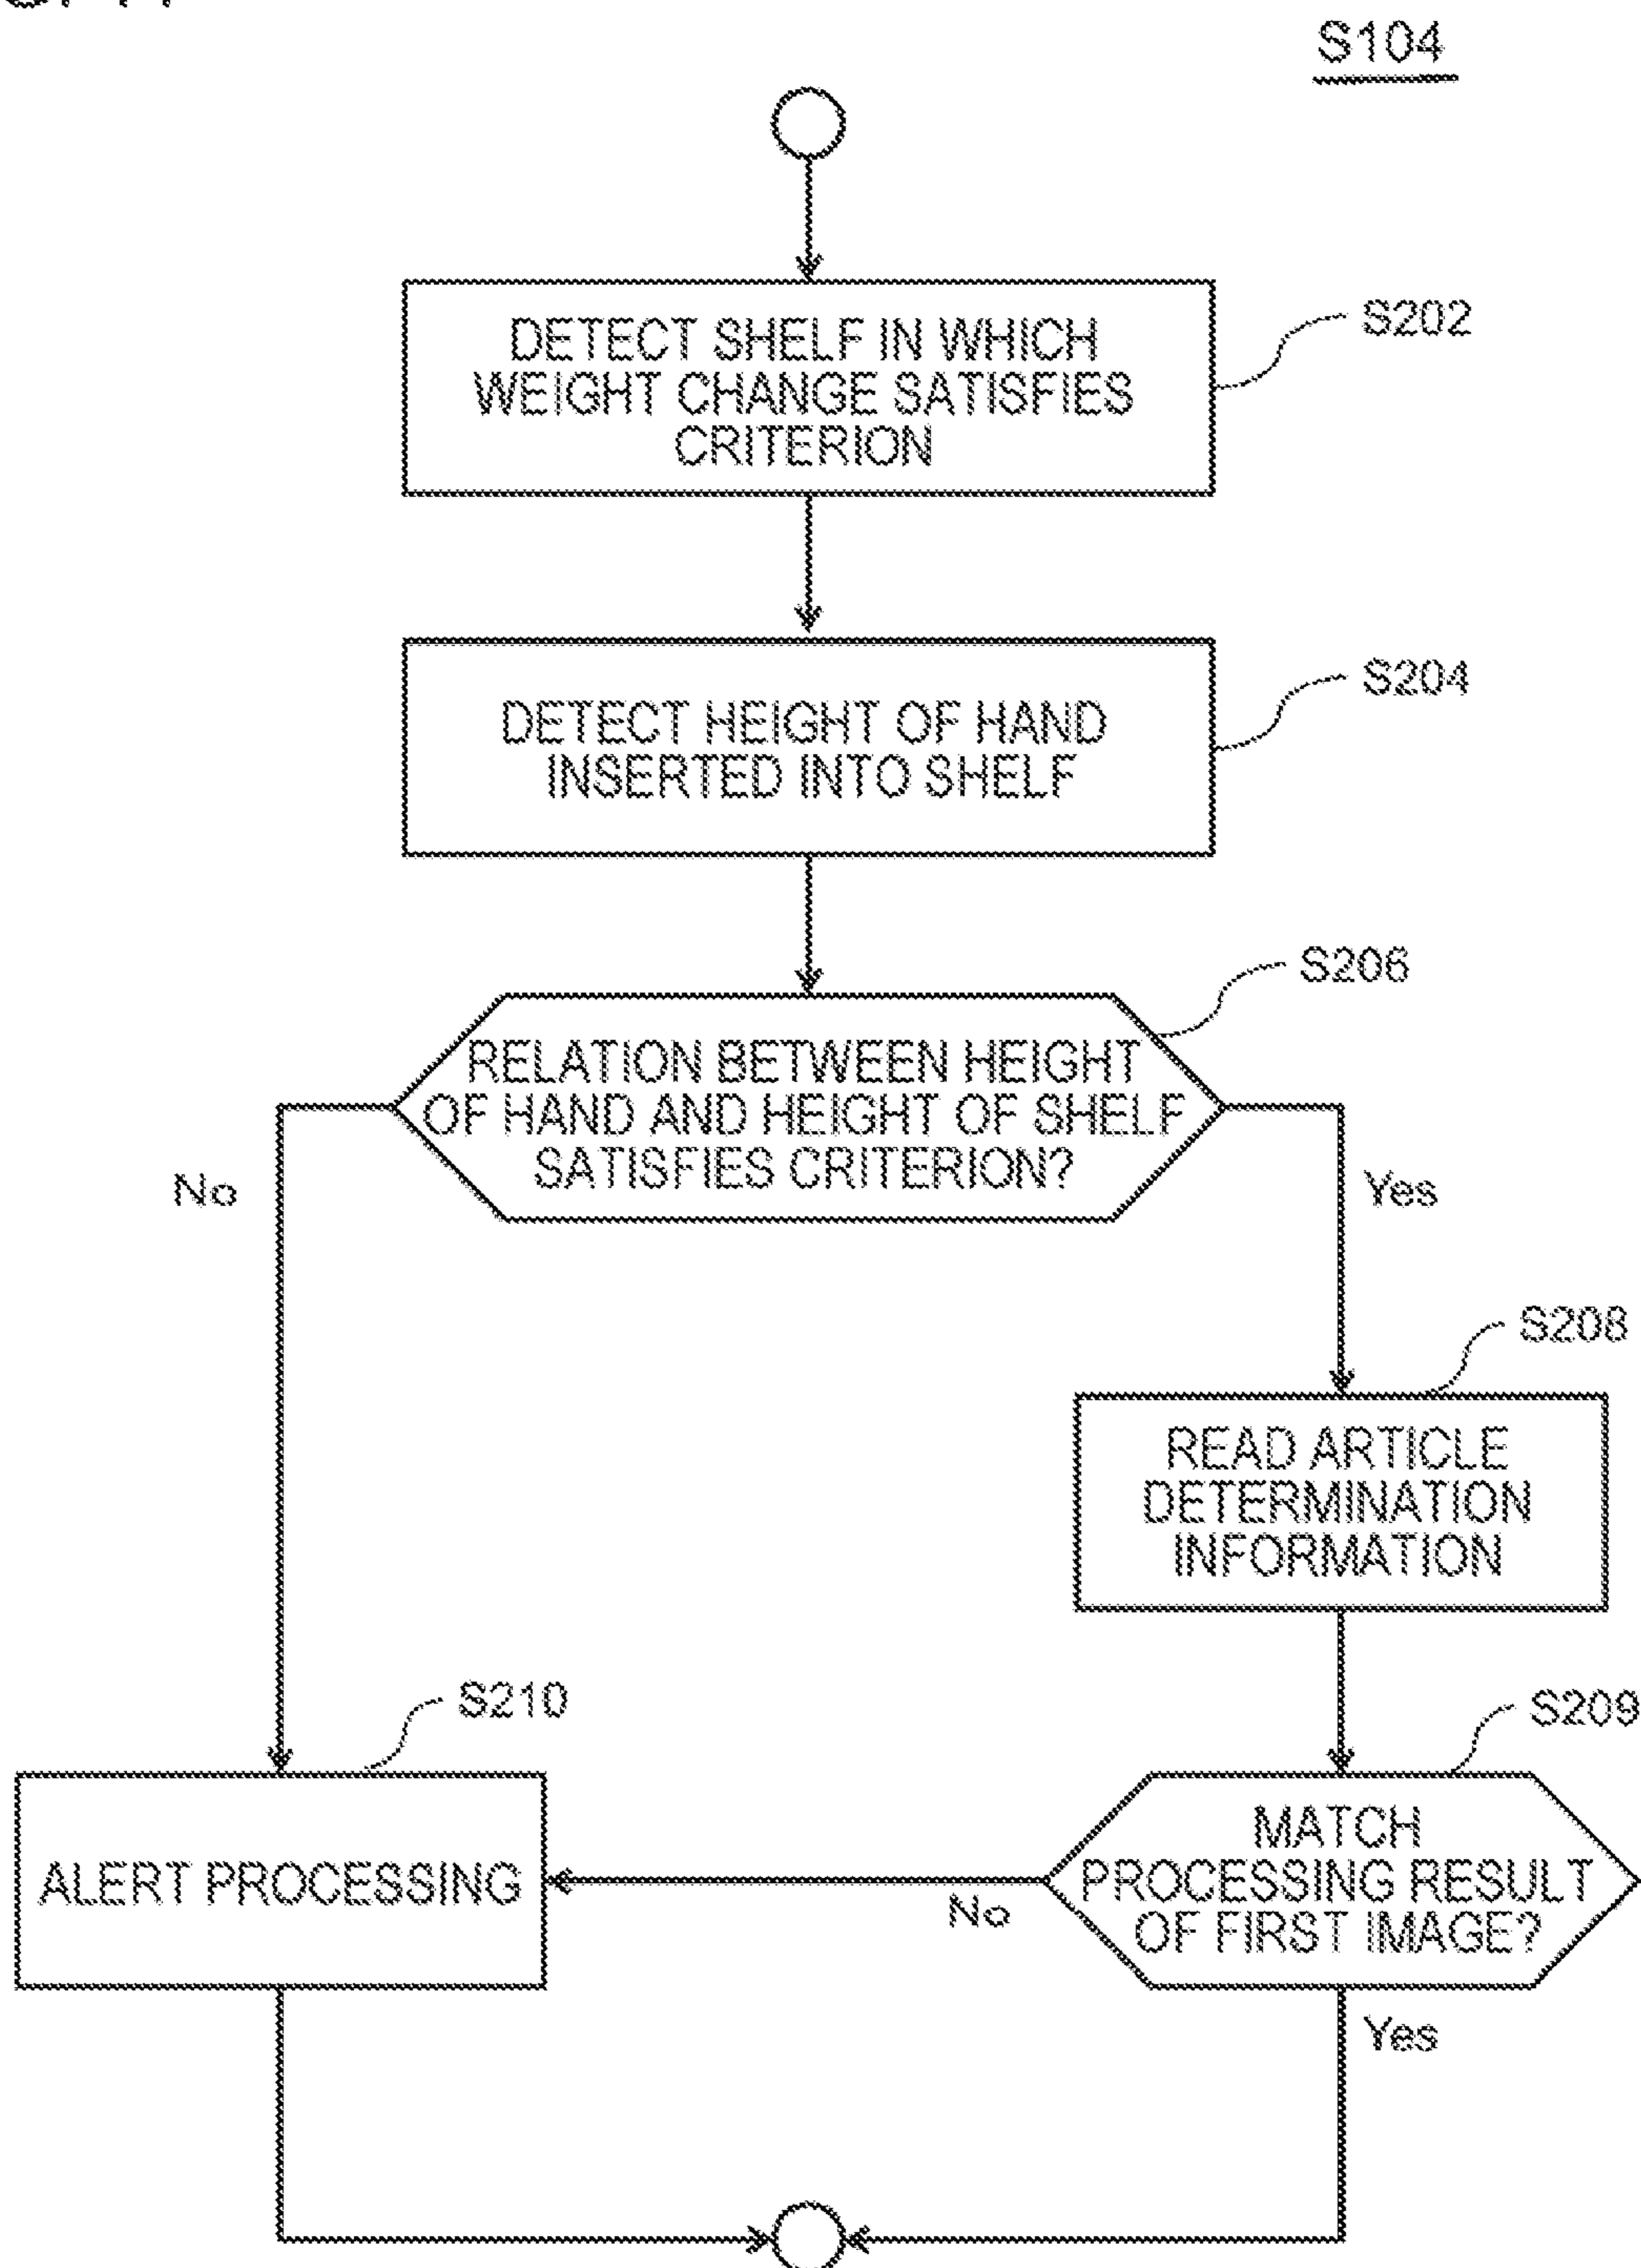 S104
DETECT SHELF IN WHICH
WEIGHT CHANGE SATISFIES
CRITERION
S202
DETECT HEIGHT OF HAND
INSERTED INTO SHELF
S204
S206
RELATION BETWEEN HEIGHT
OF HAND AND HEIGHT OF SHELF
SATISFIES CRITERION?
No
Yes
S208
READ ARTICLE
DETERMINATION
INFORMATION
S210
S209
ALERT PROCESSING
MATCH
PROCESSING RESULT
OF FIRST IMAGE?
No
Yes